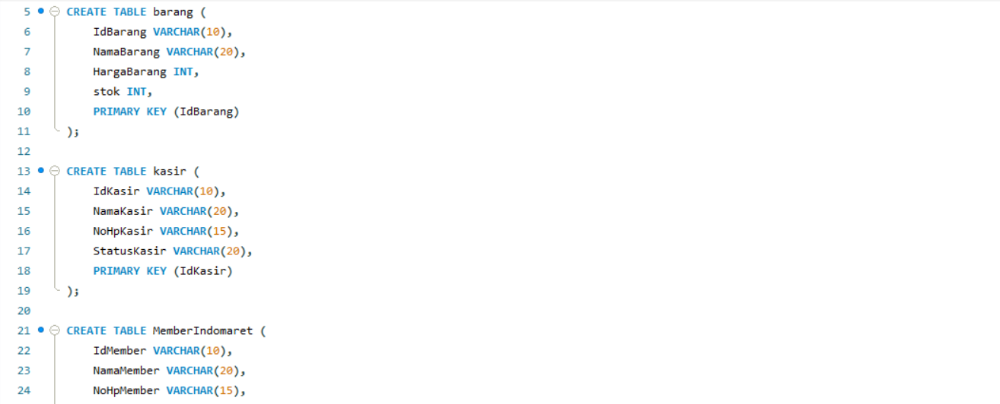 5 CREATE TABLE barang (
6 IdBarang VARCHAR(10),
7 NamaBarang VARCHAR(20),
8 HargaBarang INT,
9 stok INT,
10 PRIMARY KEY (IdBarang)
11 );
12
13 CREATE TABLE kasir (
14 IdKasir VARCHAR(10),
15 NamaKasir VARCHAR(20),
16 NoHpKasir VARCHAR(15),
17 StatusKasir VARCHAR(20),
18 PRIMARY KEY (IdKasir)
19 );
20
21 CREATE TABLE MemberIndomaret (
22 IdMember VARCHAR(10),
23 NamaMember VARCHAR(20),
24 NoHpMember VARCHAR(15),